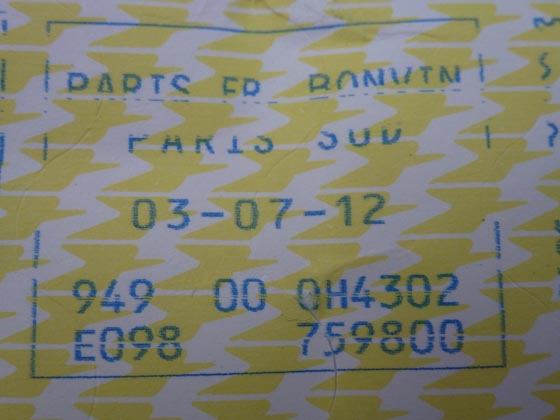 PARIS FR BONVIN
PARIS SUD
03-07-12
949 00 0H4302
E098 759800